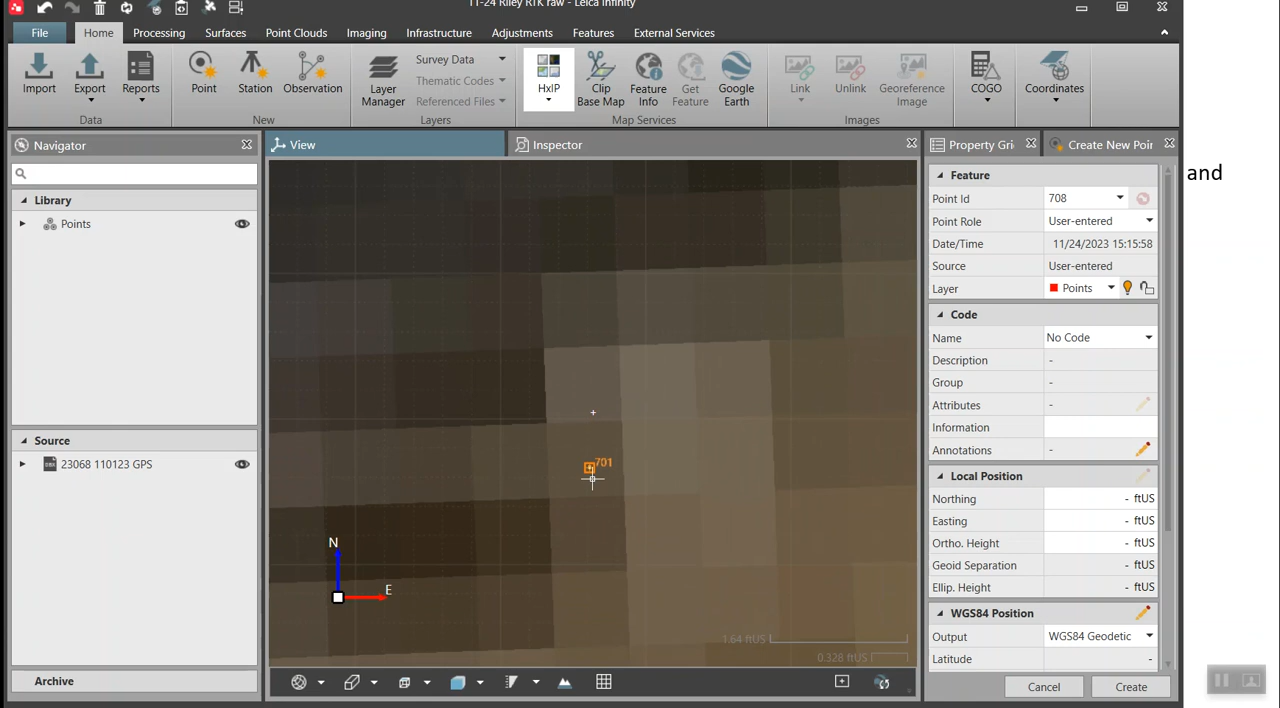 11-24 Riley RTK raw - Leica Infinity
File Home Processing Surfaces Point Clouds Imaging Infrastructure Adjustments Features External Services
Import Export Reports Point Station Observation Layer Manager Survey Data Thematic Codes Referenced Files HxIP Clip Base Map Feature Info Get Feature Google Earth Link Unlink Georeference Image COGO Coordinates
Data New Layers Map Services Images
Navigator
Library
Points
Source
23068 110123 GPS
Archive
View Inspector
701
N
E
1.64 ftUS
0.328 ftUS
Property Gri Create New Poir
Feature
Point Id 708
Point Role User-entered
Date/Time 11/24/2023 15:15:58
Source User-entered
Layer Points
Code
Name No Code
Description -
Group -
Attributes -
Information
Annotations -
Local Position
Northing - ftUS
Easting - ftUS
Ortho. Height - ftUS
Geoid Separation - ftUS
Ellip. Height - ftUS
WGS84 Position
Output WGS84 Geodetic
Latitude -
Cancel Create
and